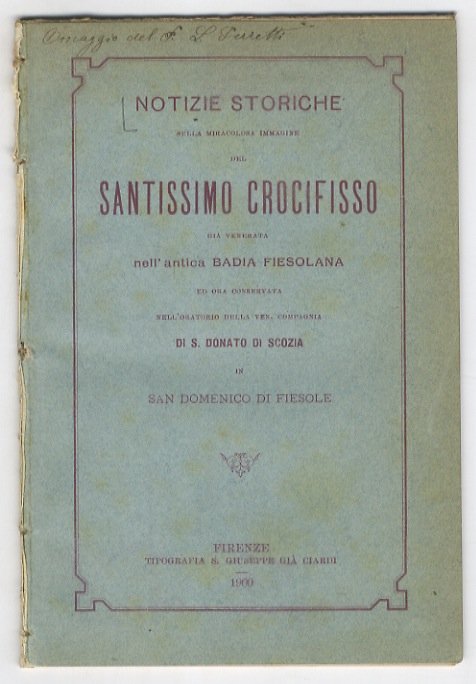 Omaggio del F. L. Ferretti
NOTIZIE STORICHE
SULLA MIRACOLOSA IMMAGINE
DEL
SANTISSIMO CROCIFISSO
GIÀ VENERATA
nell'antica BADIA FIESOLANA
ED ORA CONSERVATA
NELL'ORATORIO DELLA VEN. COMPAGNIA
DI S. DONATO DI SCOZIA
IN
SAN DOMENICO DI FIESOLE
FIRENZE
TIPOGRAFIA S. GIUSEPPE GIÀ CIARDI
1900